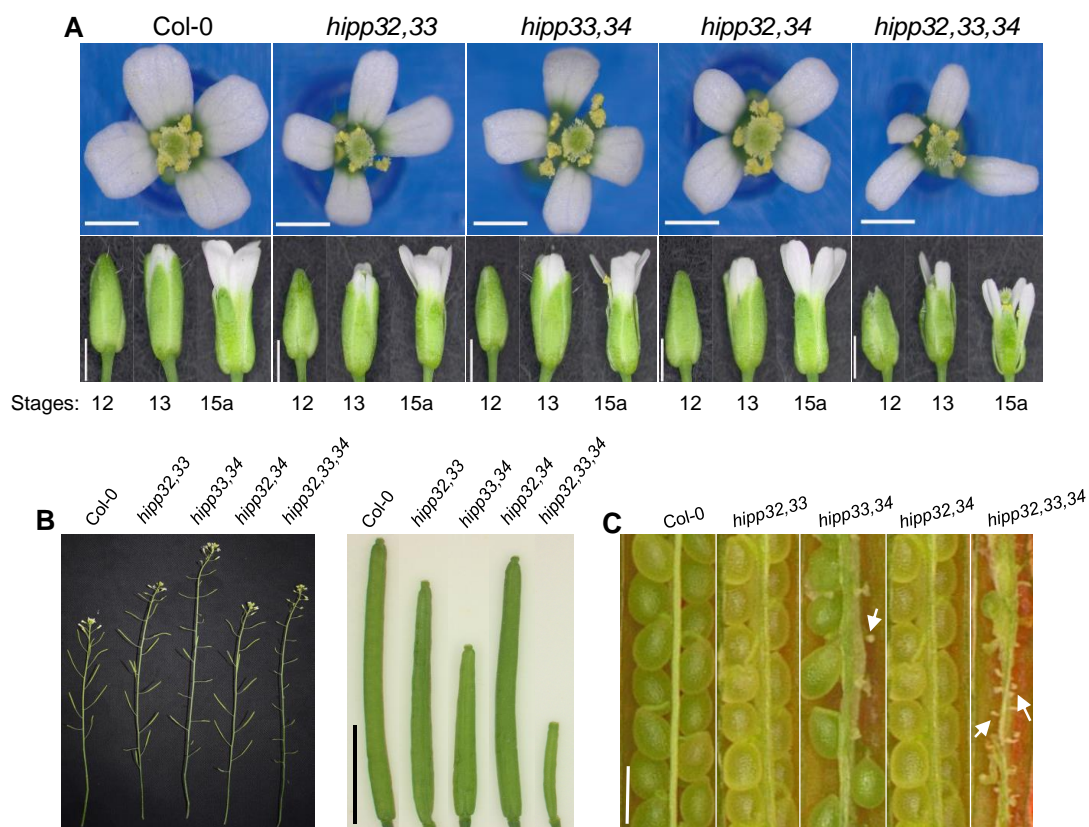 A Col-0 hipp32,33 hipp33,34 hipp32,34 hipp32,33,34
Stages: 12 13 15a 12 13 15a 12 13 15a 12 13 15a 12 13 15a
B Col-0 hipp32,33 hipp33,34 hipp32,34 hipp32,33,34
Col-0 hipp32,33 hipp33,34 hipp32,34 hipp32,33,34
C Col-0 hipp32,33 hipp33,34 hipp32,34 hipp32,33,34